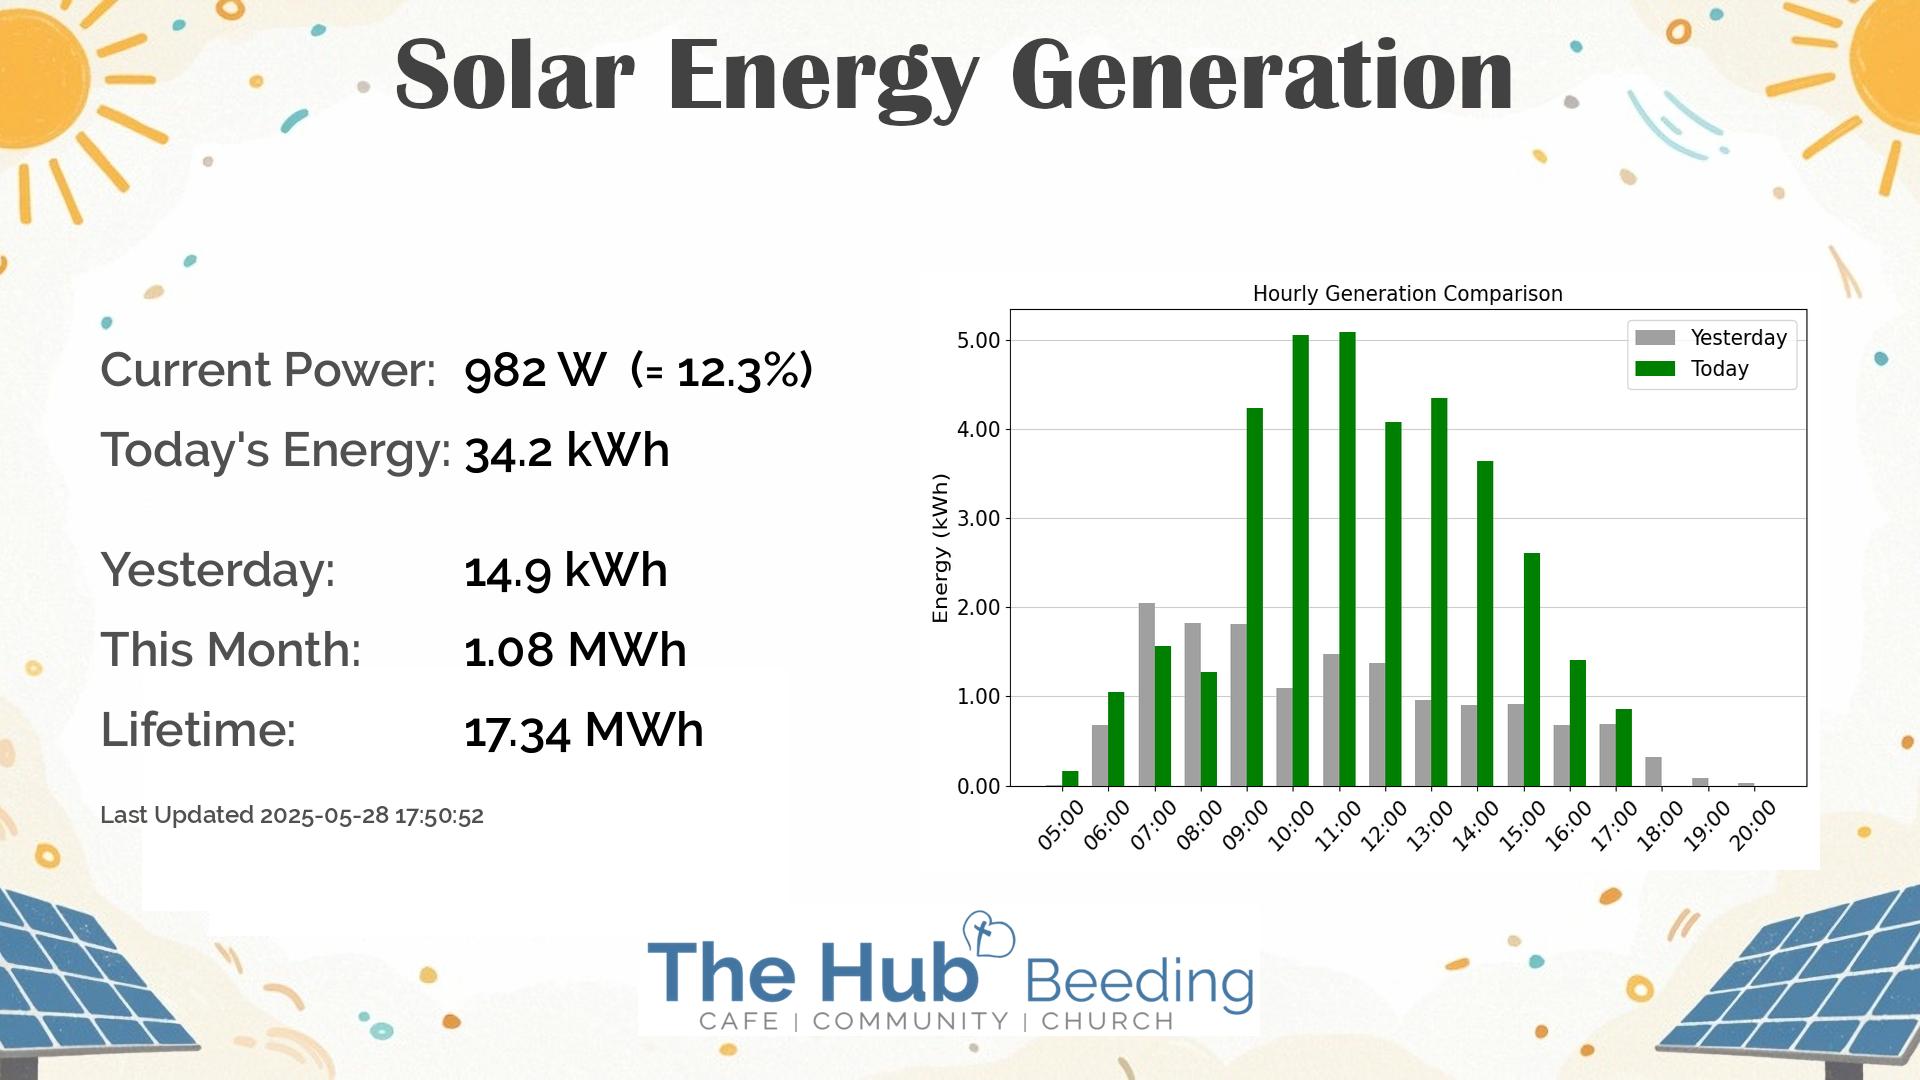 Solar Energy Generation
Current Power: 982 W (= 12.3%)
Today's Energy: 34.2 kWh
Yesterday: 14.9 kWh
This Month: 1.08 MWh
Lifetime: 17.34 MWh
Last Updated 2025-05-28 17:50:52
Hourly Generation Comparison
Yesterday
Today
Energy (kWh)
5.00
4.00
3.00
2.00
1.00
0.00
05:00 06:00 07:00 08:00 09:00 10:00 11:00 12:00 13:00 14:00 15:00 16:00 17:00 18:00 19:00 20:00
The Hub Beeding
CAFE | COMMUNITY | CHURCH